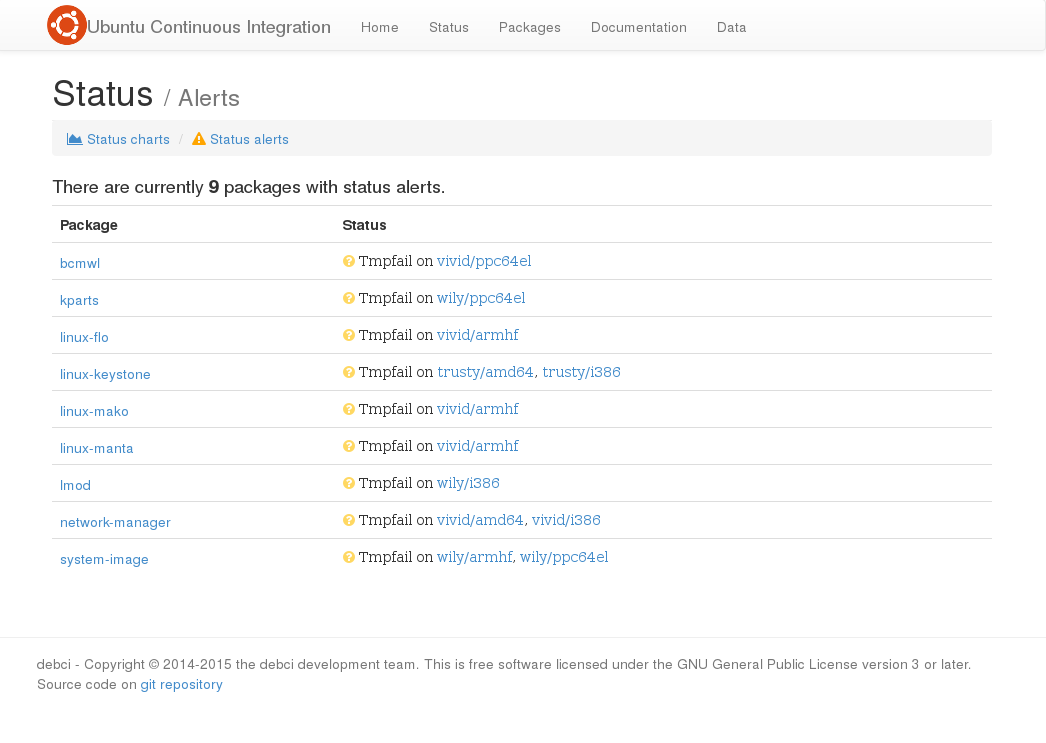 Ubuntu Continuous Integration Home Status Packages Documentation Data
Status / Alerts
Status charts / Status alerts
There are currently 9 packages with status alerts.
Package Status
bcmwl Tmpfail on vivid/ppc64el
kparts Tmpfail on wily/ppc64el
linux-flo Tmpfail on vivid/armhf
linux-keystone Tmpfail on trusty/amd64, trusty/i386
linux-mako Tmpfail on vivid/armhf
linux-manta Tmpfail on vivid/armhf
lmod Tmpfail on wily/i386
network-manager Tmpfail on vivid/amd64, vivid/i386
system-image Tmpfail on wily/armhf, wily/ppc64el
debci - Copyright © 2014-2015 the debci development team. This is free software licensed under the GNU General Public License version 3 or later.
Source code on git repository